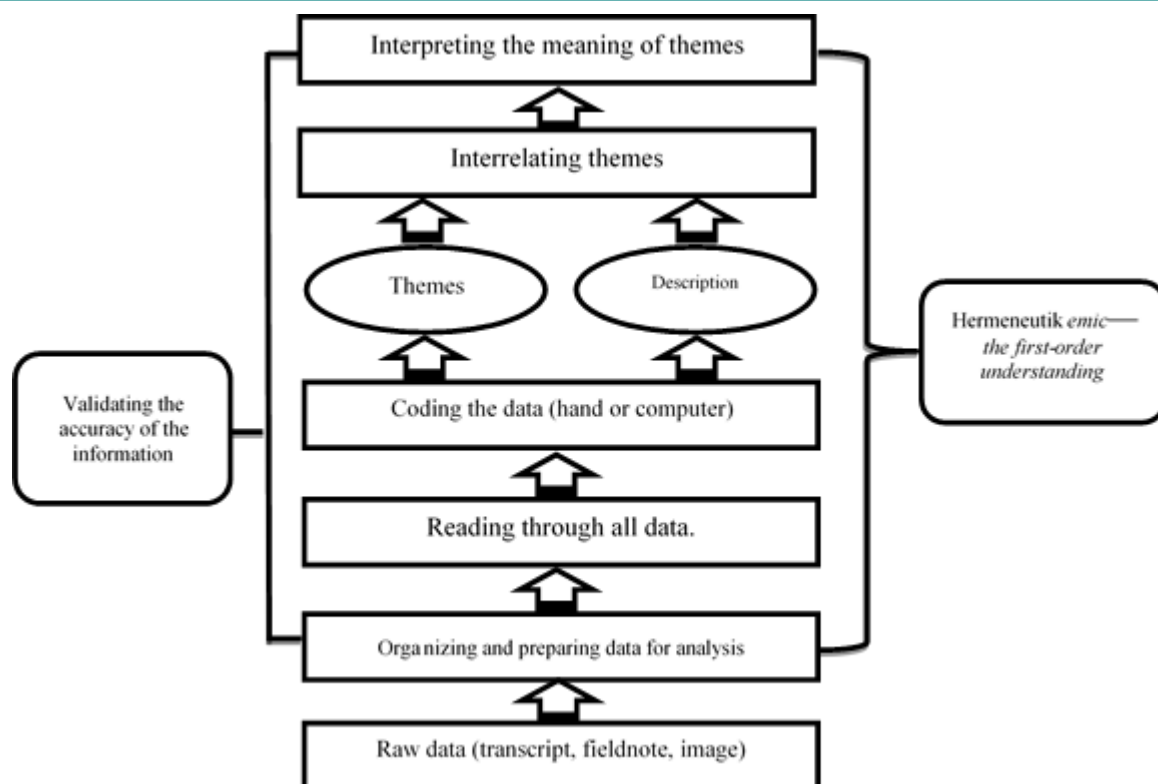 Interpreting the meaning of themes
Interrelating themes
Themes
Description
Hermeneutik emic—
the first-order
understanding
Validating the
accuracy of the
information
Coding the data (hand or computer)
Reading through all data.
Organizing and preparing data for analysis
Raw data (transcript, fieldnote, image)